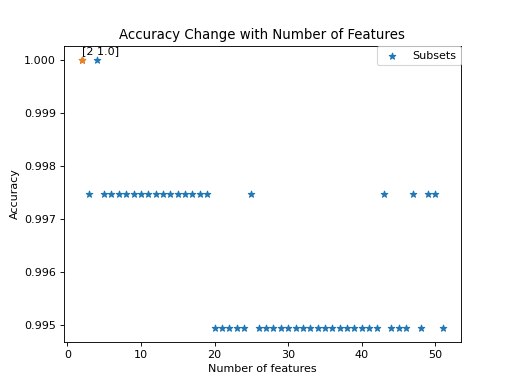 Accuracy Change with Number of Features
[2 1.0]
Subsets
1.000
0.999
0.998
0.997
0.996
0.995
Accuracy
0 10 20 30 40 50
Number of features